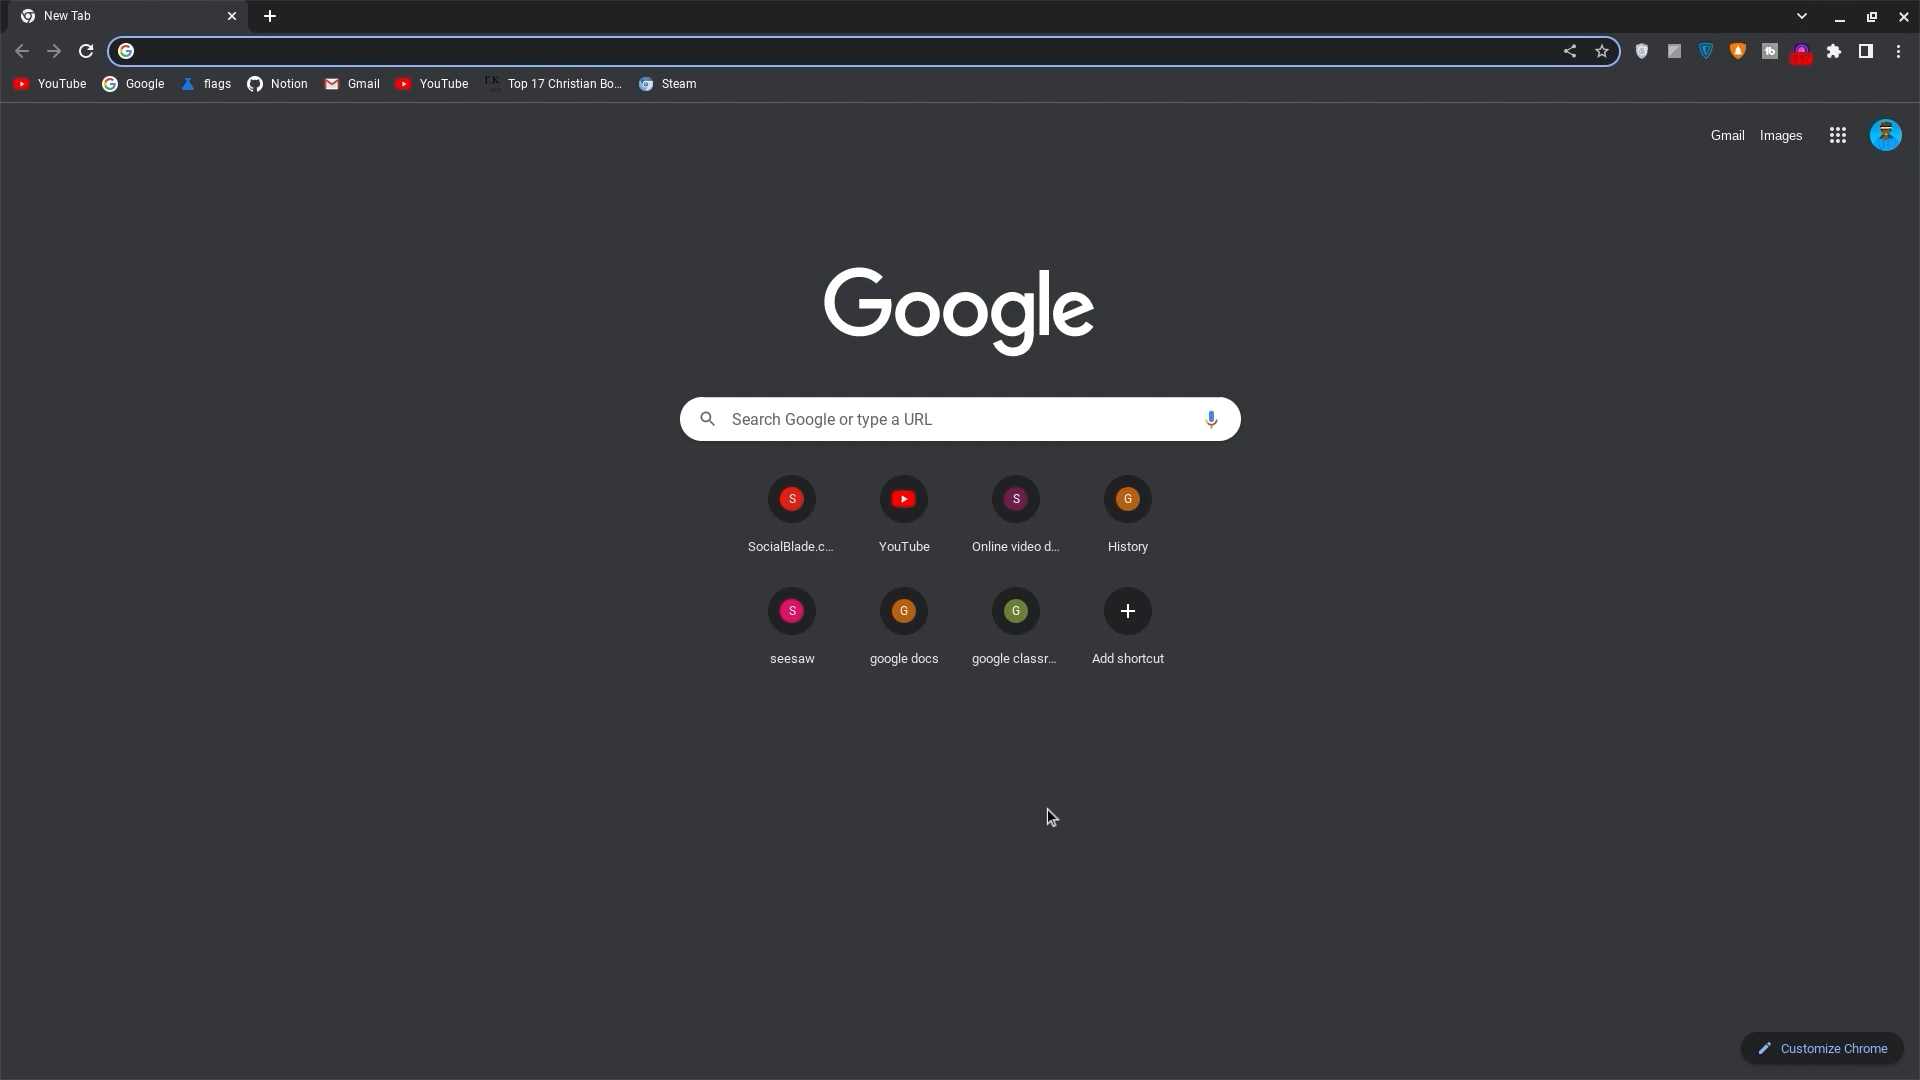 New Tab
YouTube Google flags Notion Gmail YouTube Top 17 Christian Bo... Steam
Gmail Images
Google
Search Google or type a URL
S S G
SocialBlade.c... YouTube Online video d... History
S G G
seesaw google docs google classr... Add shortcut
Customize Chrome